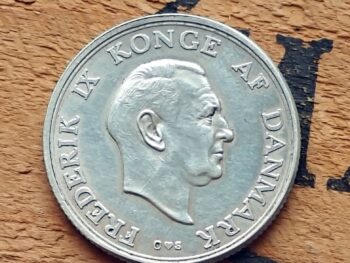 FREDERIK IX KONGE AF DANMARK
C♥S